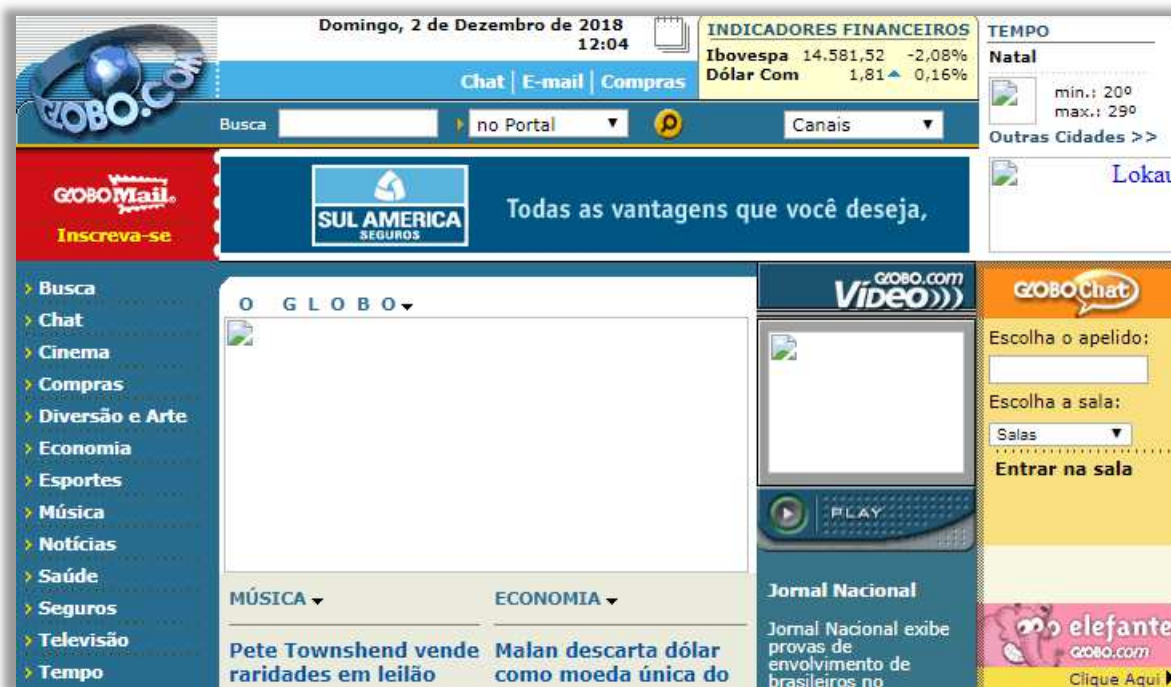 GLOBO.COM
Domingo, 2 de Dezembro de 2018
12:04
Chat | E-mail | Compras
INDICADORES FINANCEIROS
Ibovespa 14.581,52 -2,08%
Dólar Com 1,81 0,16%
TEMPO
Natal
min.: 20º
max.: 29º
Outras Cidades >>
Busca
no Portal
Canais
GLOBOMail
Inscreva-se
SUL AMERICA
SEGUROS
Todas as vantagens que você deseja,
Lokau
Busca
Chat
Cinema
Compras
Diversão e Arte
Economia
Esportes
Música
Notícias
Saúde
Seguros
Televisão
Tempo
O GLOBO
MÚSICA
Pete Townshend vende
raridades em leilão
ECONOMIA
Malan descarta dólar
como moeda única do
GLOBO.COM
VÍDEO
PLAY
Jornal Nacional
Jornal Nacional exibe
provas de
envolvimento de
brasileiros no
GLOBOChat
Escolha o apelido:
Escolha a sala:
Salas
Entrar na sala
elefante
GLOBO.COM
Clique Aqui